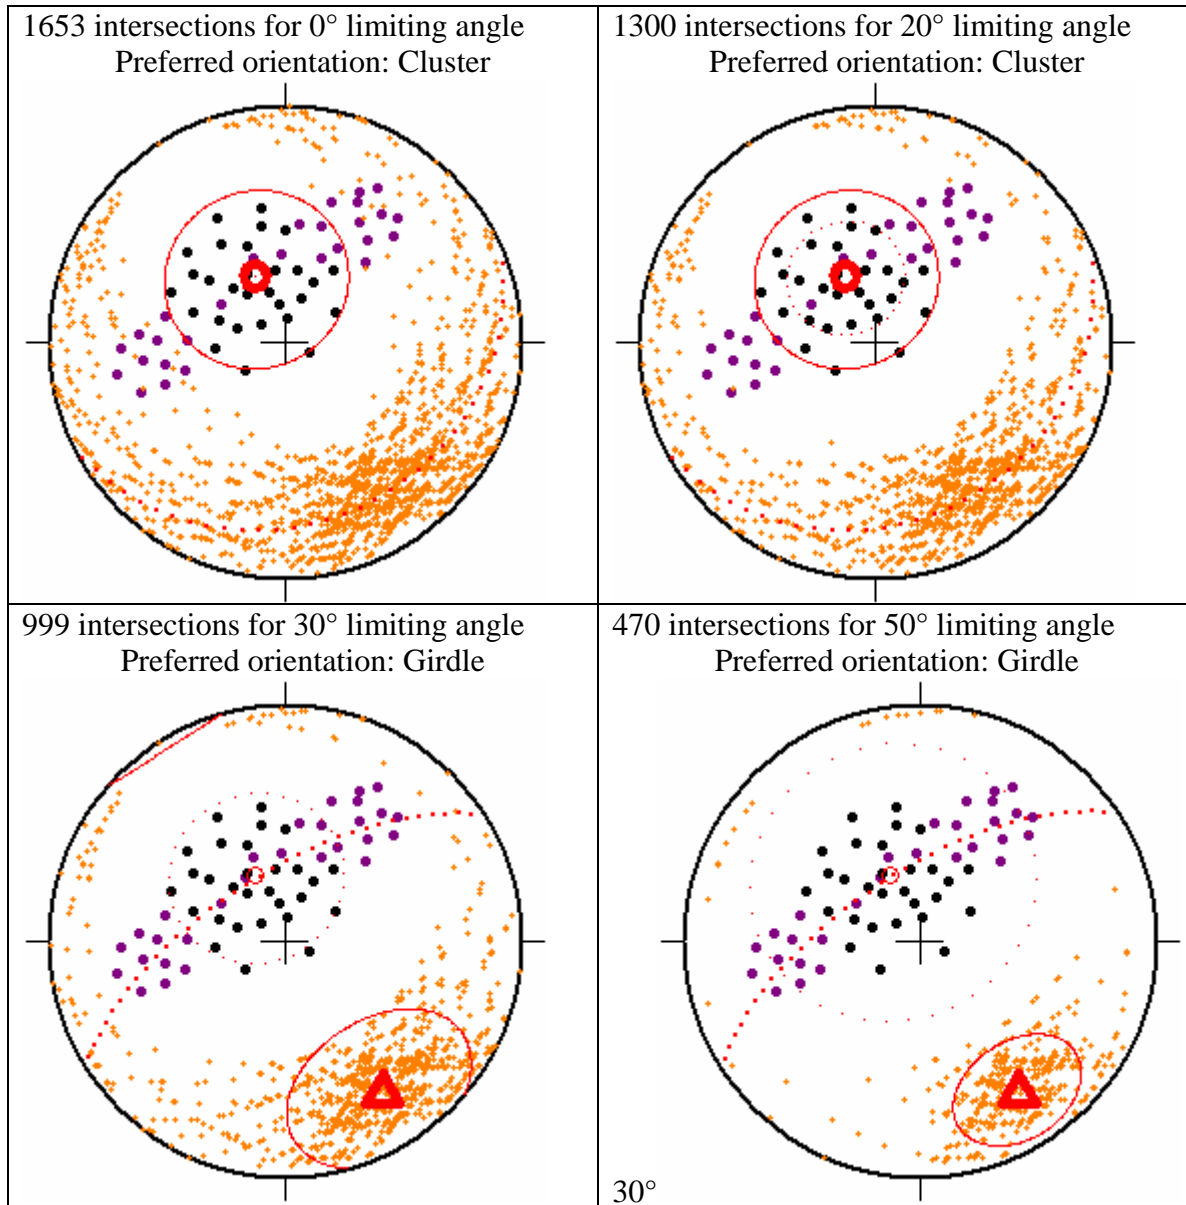 1653 intersections for 0° limiting angle
Preferred orientation: Cluster
1300 intersections for 20° limiting angle
Preferred orientation: Cluster
999 intersections for 30° limiting angle
Preferred orientation: Girdle
470 intersections for 50° limiting angle
Preferred orientation: Girdle
30°